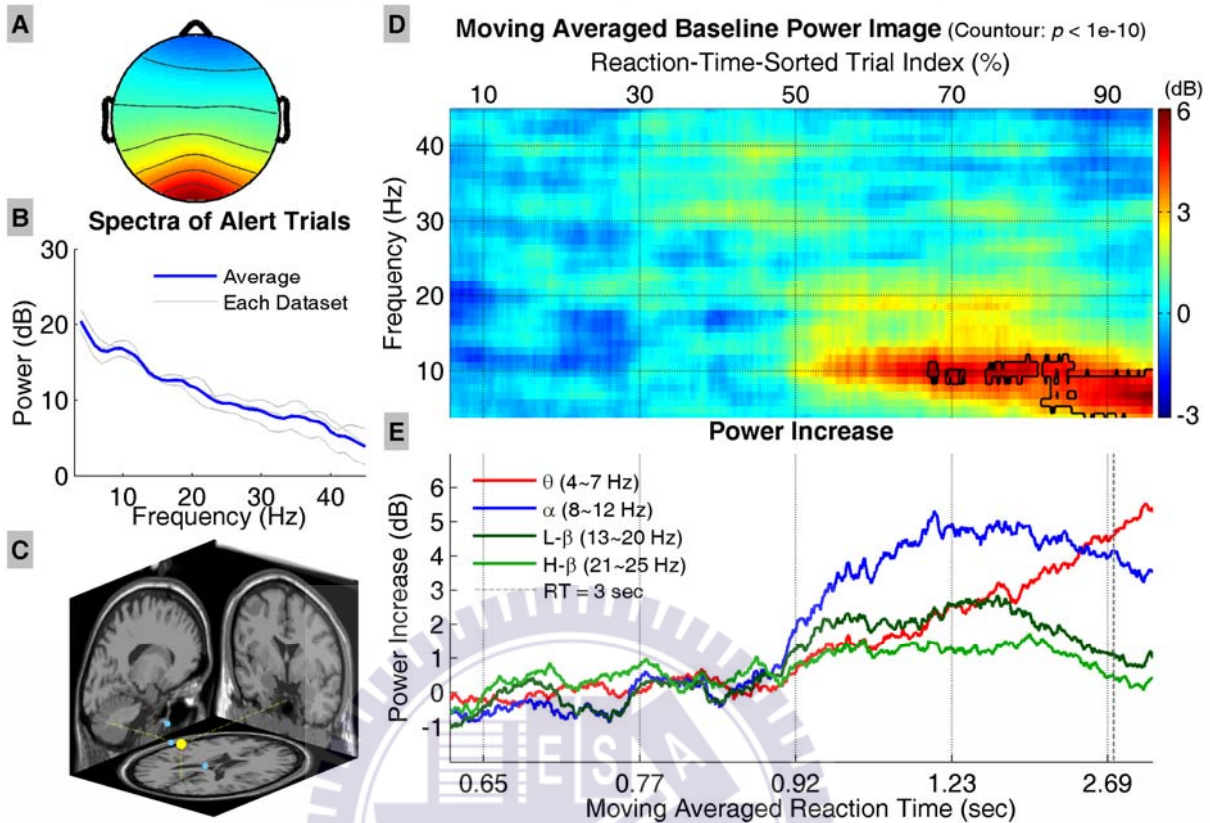 A
B
Spectra of Alert Trials
30
20
10
0
Power (dB)
Average
Each Dataset
10 20 30 40
Frequency (Hz)
C
D
Moving Averaged Baseline Power Image (Countour: p < 1e-10)
Reaction-Time-Sorted Trial Index (%)
10 30 50 70 90
(dB)
6
3
0
-3
Frequency (Hz)
40
30
20
10
E
Power Increase
Power Increase (dB)
6
5
4
3
2
1
0
-1
θ (4~7 Hz)
α (8~12 Hz)
L-β (13~20 Hz)
H-β (21~25 Hz)
RT = 3 sec
ESA
0.65 0.77 0.92 1.23 2.69
Moving Averaged Reaction Time (sec)